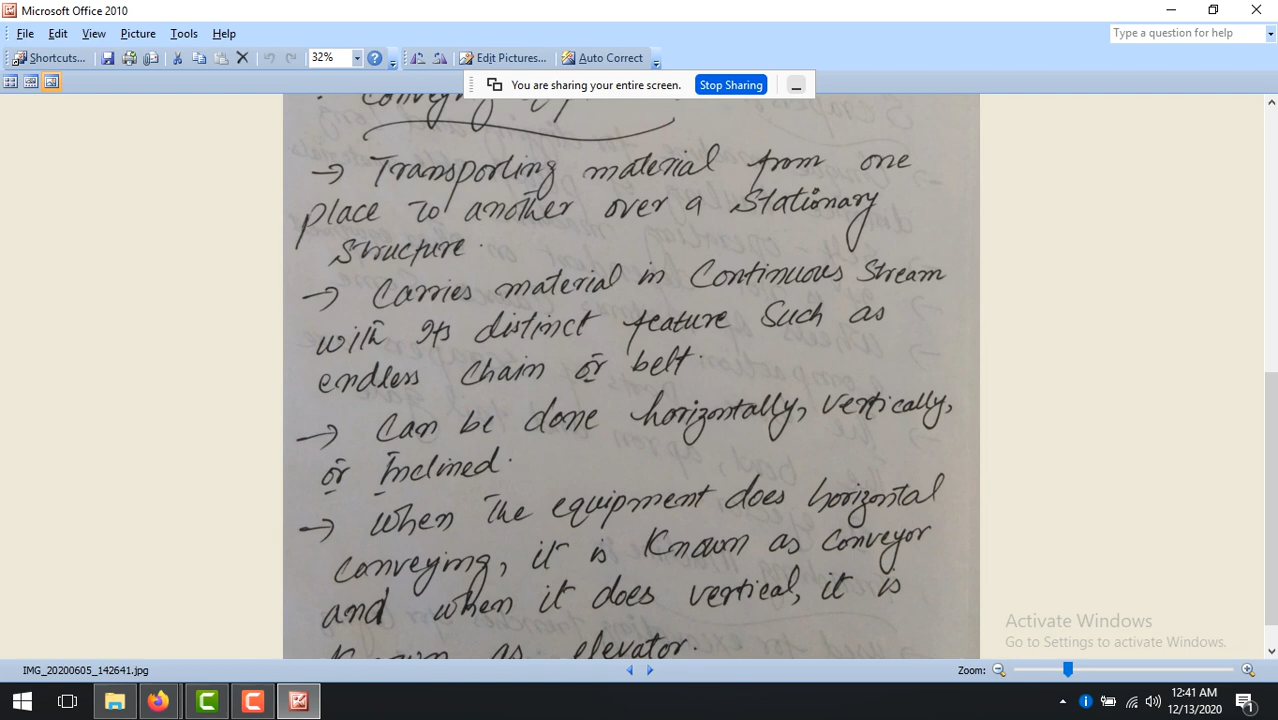 Microsoft Office 2010
File Edit View Picture Tools Help
Type a question for help
Shortcuts... 32% Edit Pictures... Auto Correct
You are sharing your entire screen. Stop Sharing
Conveying
→ Transporting material from one
place to another over a stationary
structure.
→ Carries material in Continuous Stream
with its distinct feature Such as
endless chain or belt.
→ Can be done horizontally, vertically,
or Inclined.
→ When the equipment does horizontal
conveying, it is Known as conveyor
and when it does vertical, it is
Known as elevator.
Activate Windows
Go to Settings to activate Windows.
IMG_20200605_142641.jpg
Zoom:
12:41 AM
12/13/2020
1